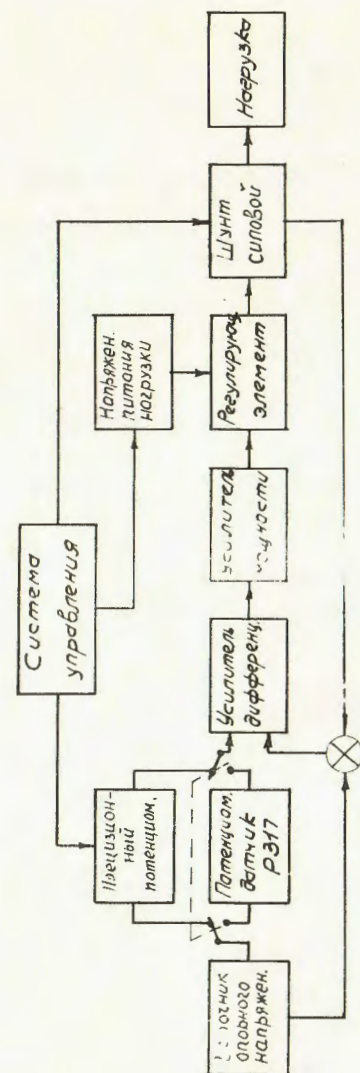 Система
управления
Прецизион-
ный
потенциом.
Напряжен.
питания
нагрузки
опорного
напряжен.
Потенциом.
датчик
Р317
Усилитель
дифференц.
Усилитель
Регулирующ
элемент
Шунт
силовой
Нагрузка